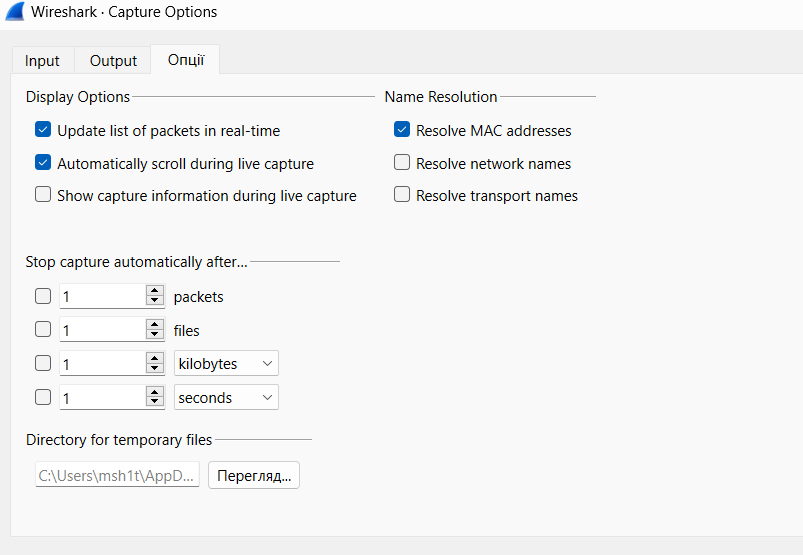 Wireshark · Capture Options
Input Output Опції
Display Options
Update list of packets in real-time
Automatically scroll during live capture
Show capture information during live capture
Name Resolution
Resolve MAC addresses
Resolve network names
Resolve transport names
Stop capture automatically after...
1 packets
1 files
1 kilobytes
1 seconds
Directory for temporary files
C:\Users\msh1t\AppD... Перегляд...